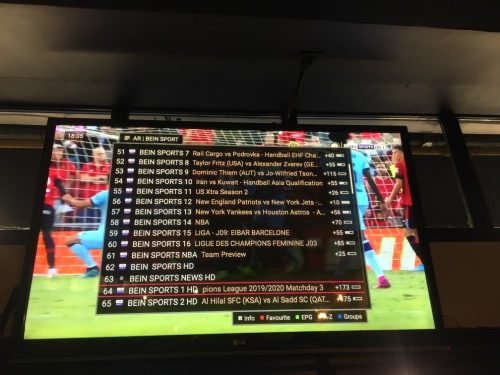 18:05 AR | BEIN SPORT
51 BEIN SPORTS 7 Rail Cargo vs Podrovka - Handball EHF Cha... +40
52 BEIN SPORTS 8 Taylor Fritz (USA) vs Alexander Zverev (... +55
53 BEIN SPORTS 9 Dominic Thiem (AUT) vs Jo-Wilfried Tson... +115
54 BEIN SPORTS 10 Iran vs Kuwait - Handball Asia Qualification +55
55 BEIN SPORTS 11 US Xtra Season 2 +26
56 BEIN SPORTS 12 New England Patriots vs New York Jets - +10
57 BEIN SPORTS 13 New York Yankees vs Houston Astros - A... +56
58 BEIN SPORTS 14 NBA +70
59 BEIN SPORTS 15 LIGA - J09: EIBAR BARCELONE
60 BEIN SPORTS 16 LIGUE DES CHAMPIONS FEMININE J03 +85
61 BEIN SPORTS NBA Team Preview +25
62 BEIN SPORTS HD
63 BEIN SPORTS NEWS HD
64 BEIN SPORTS 1 HD pions League 2019/2020 Matchday 3 +173
65 BEIN SPORTS 2 HD Al Hilal SFC (KSA) vs Al Sadd SC (QAT... +75
Info Favourite EPG A-Z Groups
LG